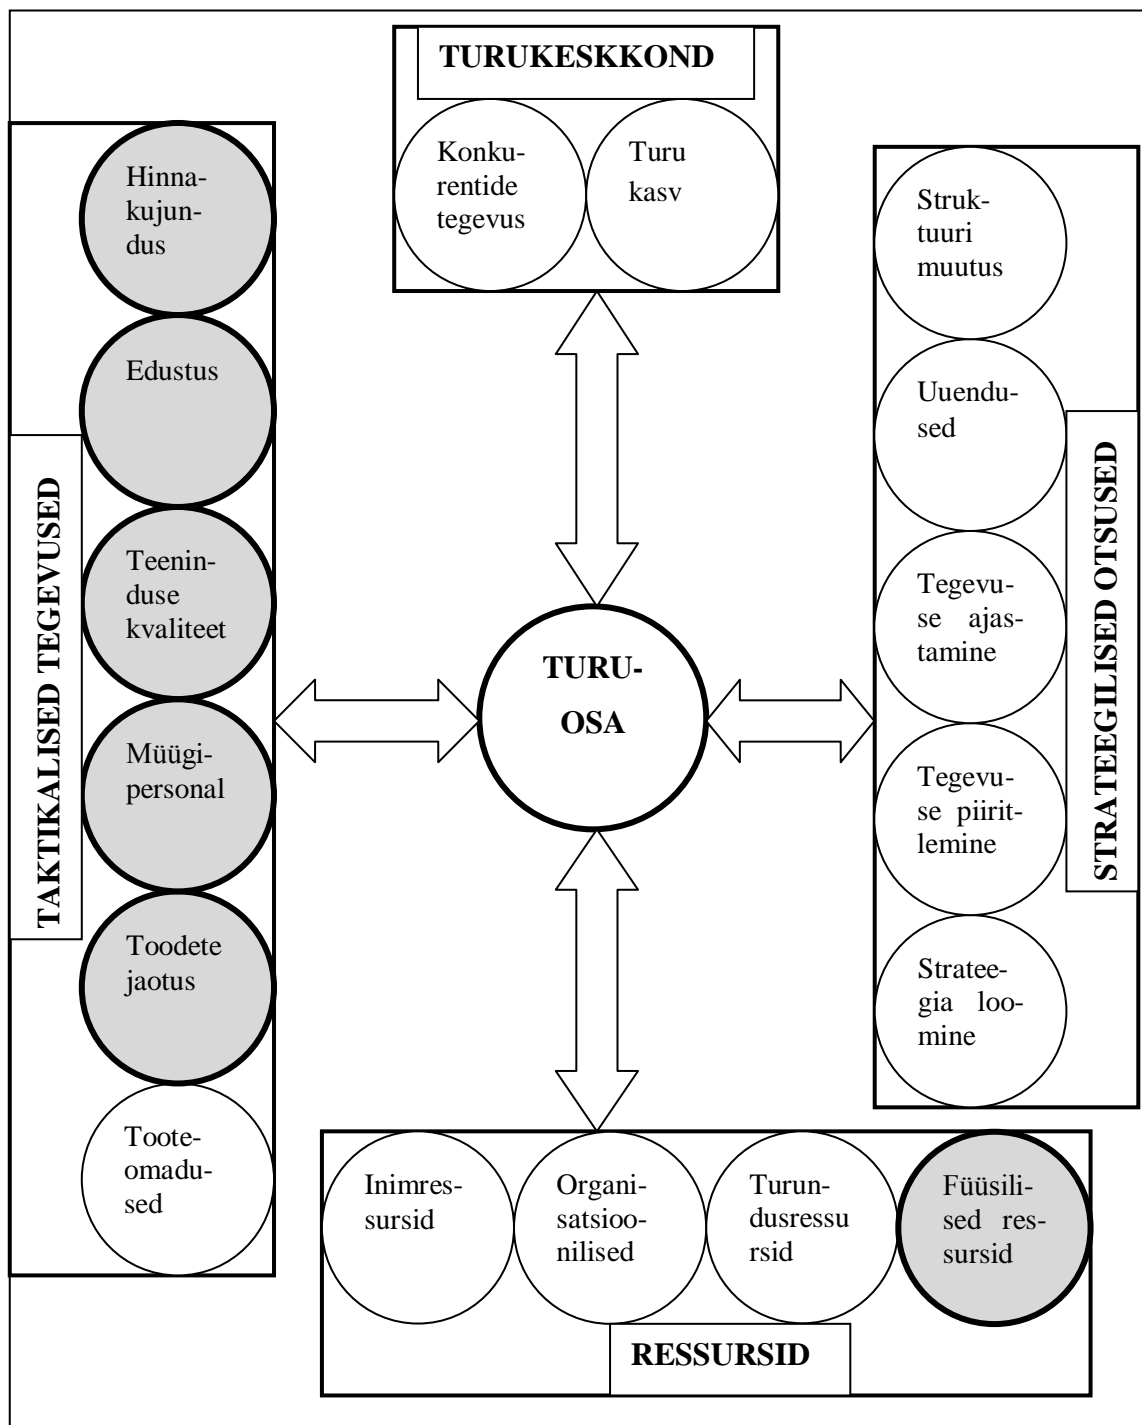 TURUKESKKOND
Konku-
rentide
tegevus
Turu
kasv
TAKTIKALISED TEGEVUSED
Hinna-
kujun-
dus
Edustus
Teenin-
duse
kvaliteet
Müügi-
personal
Toodete
jaotus
Toote-
omadu-
sed
TURU-
OSA
Struk-
tuuri
muutus
Uuendu-
sed
Tegevu-
se ajas-
tamine
Tegevu-
se piirit-
lemine
Stratee-
gia loo-
mine
STRATEEGILISED OTSUSED
Inimres-
sursid
Organi-
satsioo-
nilised
Turun-
dusressu
rsid
Füüsili-
sed res-
sursid
RESSURSID